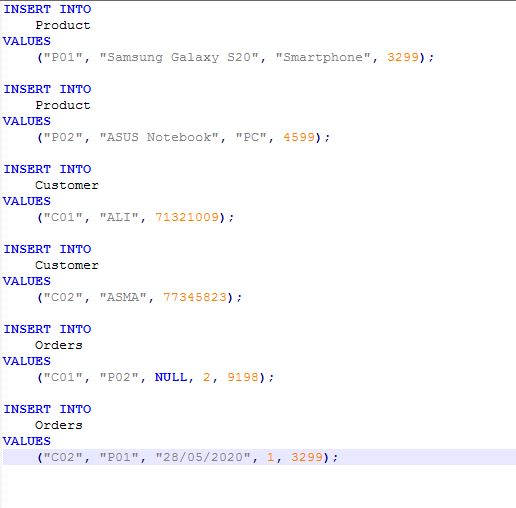 INSERT INTO
Product
VALUES
("P01", "Samsung Galaxy S20", "Smartphone", 3299);
INSERT INTO
Product
VALUES
("P02", "ASUS Notebook", "PC", 4599);
INSERT INTO
Customer
VALUES
("C01", "ALI", 71321009);
INSERT INTO
Customer
VALUES
("C02", "ASMA", 77345823);
INSERT INTO
Orders
VALUES
("C01", "P02", NULL, 2, 9198);
INSERT INTO
Orders
VALUES
("C02", "P01", "28/05/2020", 1, 3299);